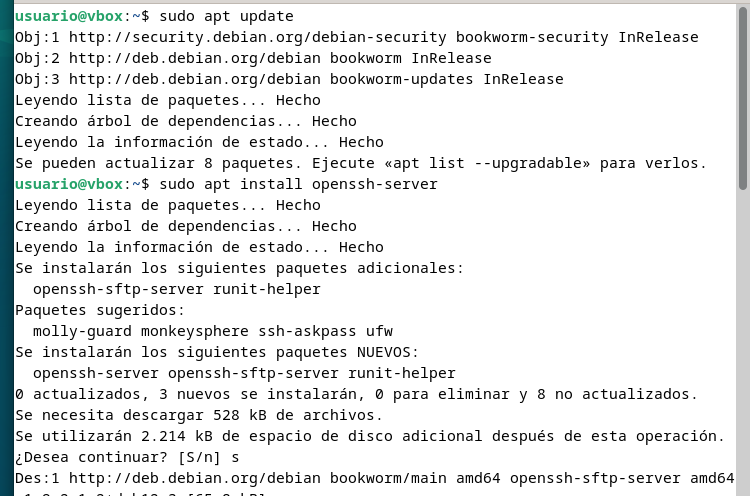 usuario@vbox:~$ sudo apt update
Obj:1 http://security.debian.org/debian-security bookworm-security InRelease
Obj:2 http://deb.debian.org/debian bookworm InRelease
Obj:3 http://deb.debian.org/debian bookworm-updates InRelease
Leyendo lista de paquetes... Hecho
Creando árbol de dependencias... Hecho
Leyendo la información de estado... Hecho
Se pueden actualizar 8 paquetes. Ejecute «apt list --upgradable» para verlos.
usuario@vbox:~$ sudo apt install openssh-server
Leyendo lista de paquetes... Hecho
Creando árbol de dependencias... Hecho
Leyendo la información de estado... Hecho
Se instalarán los siguientes paquetes adicionales:
  openssh-sftp-server runit-helper
Paquetes sugeridos:
  molly-guard monkeysphere ssh-askpass ufw
Se instalarán los siguientes paquetes NUEVOS:
  openssh-server openssh-sftp-server runit-helper
0 actualizados, 3 nuevos se instalarán, 0 para eliminar y 8 no actualizados.
Se necesita descargar 528 kB de archivos.
Se utilizarán 2.214 kB de espacio de disco adicional después de esta operación.
¿Desea continuar? [S/n] s
Des:1 http://deb.debian.org/debian bookworm/main amd64 openssh-sftp-server amd64